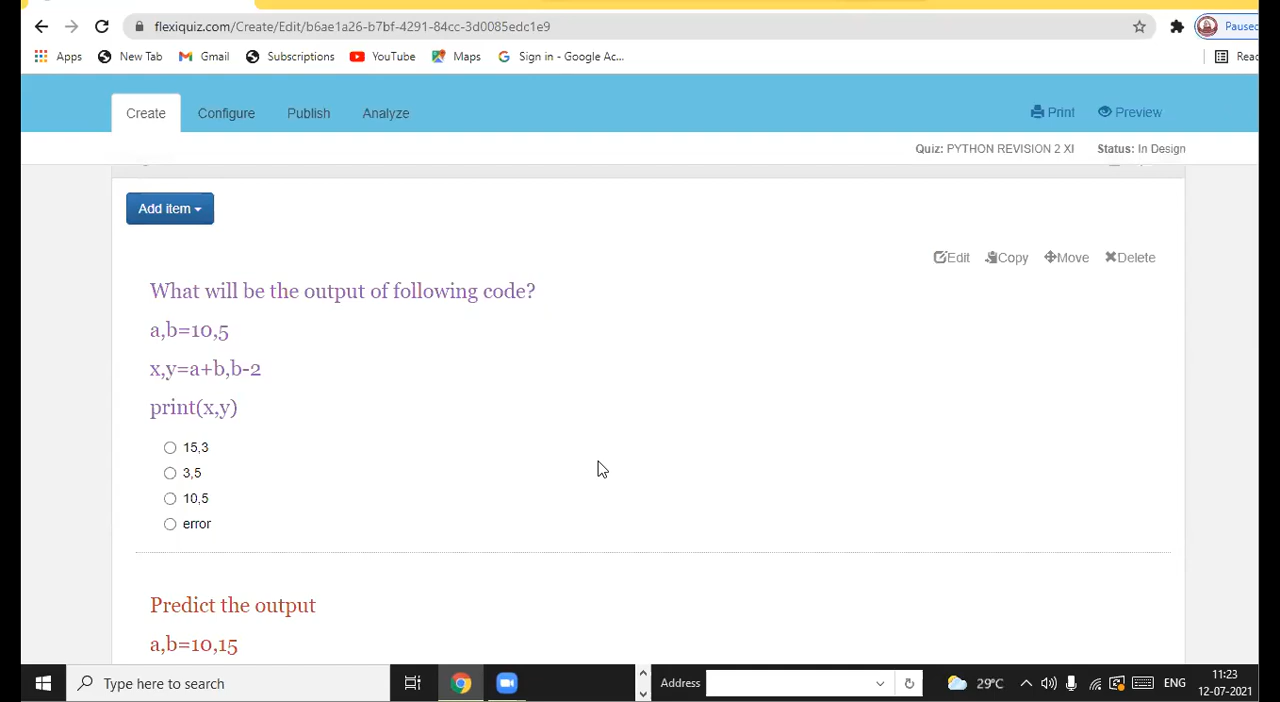 flexiquiz.com/Create/Edit/b6ae1a26-b7bf-4291-84cc-3d0085edc1e9
Paused
Apps New Tab Gmail Subscriptions YouTube Maps Sign in - Google Ac...
Create Configure Publish Analyze Print Preview
Quiz: PYTHON REVISION 2 XI Status: In Design
Add item
Edit Copy Move Delete
What will be the output of following code?
a,b=10,5
x,y=a+b,b-2
print(x,y)
15,3
3,5
10,5
error
Predict the output
a,b=10,15
Type here to search Address 29°C ENG 11:23
12-07-2021